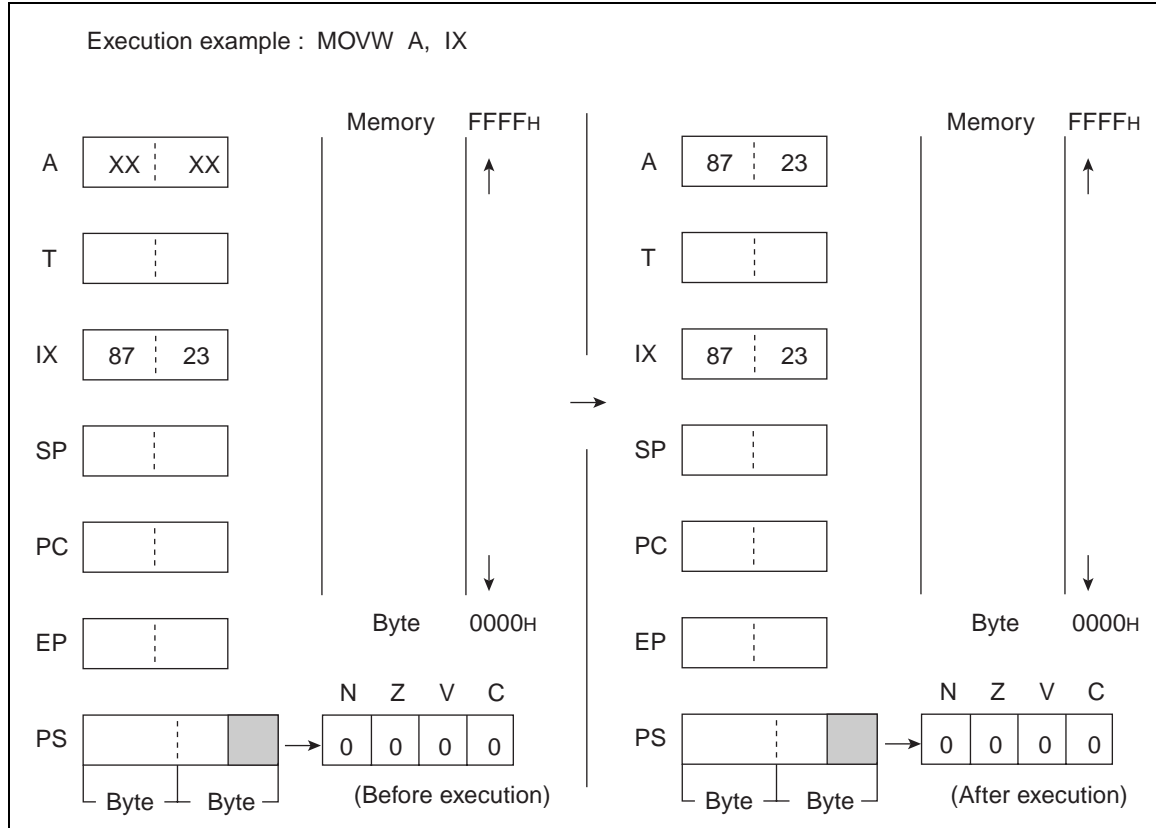 Execution example : MOVW A, IX
Memory FFFFH
A XX XX
T
IX 87 23
SP
PC
EP
Byte 0000H
N Z V C
PS 0 0 0 0
Byte Byte
(Before execution)
Memory FFFFH
A 87 23
T
IX 87 23
SP
PC
EP
Byte 0000H
N Z V C
PS 0 0 0 0
Byte Byte
(After execution)